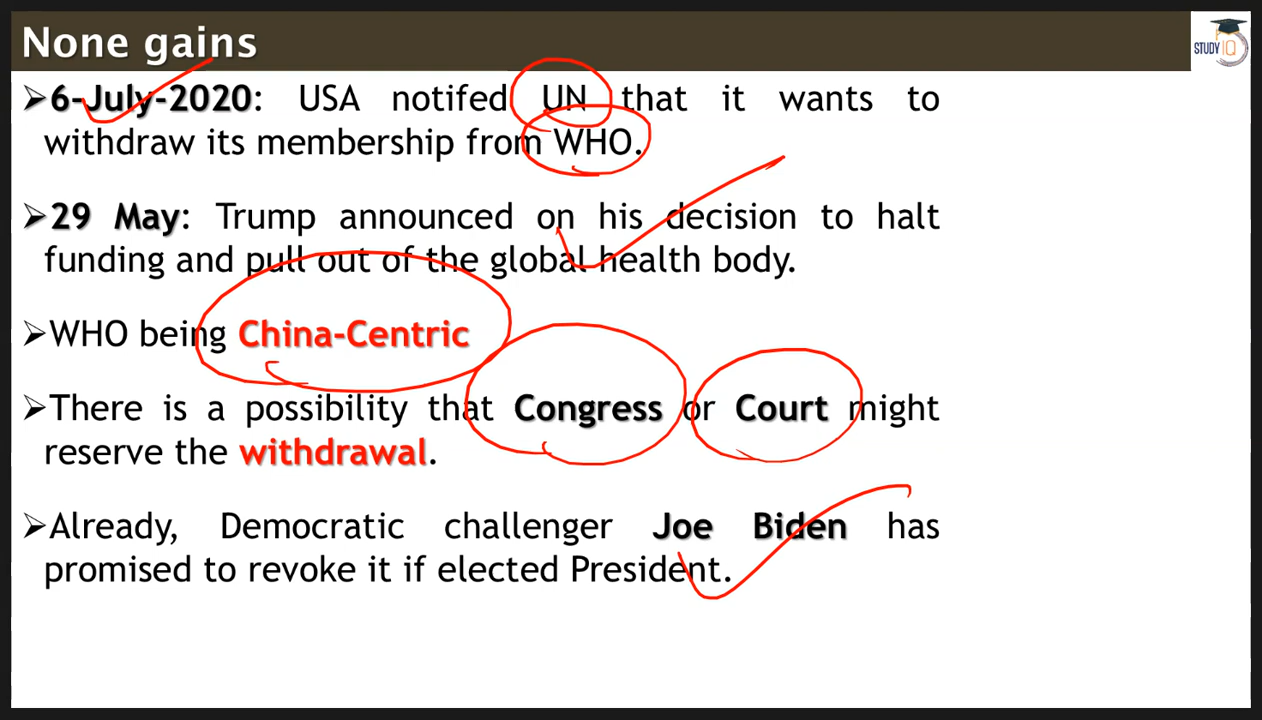 None gains
STUDY IQ
➢6-July-2020: USA notifed UN that it wants to
withdraw its membership from WHO.
➢29 May: Trump announced on his decision to halt
funding and pull out of the global health body.
➢WHO being China-Centric
➢There is a possibility that Congress or Court might
reserve the withdrawal.
➢Already, Democratic challenger Joe Biden has
promised to revoke it if elected President.